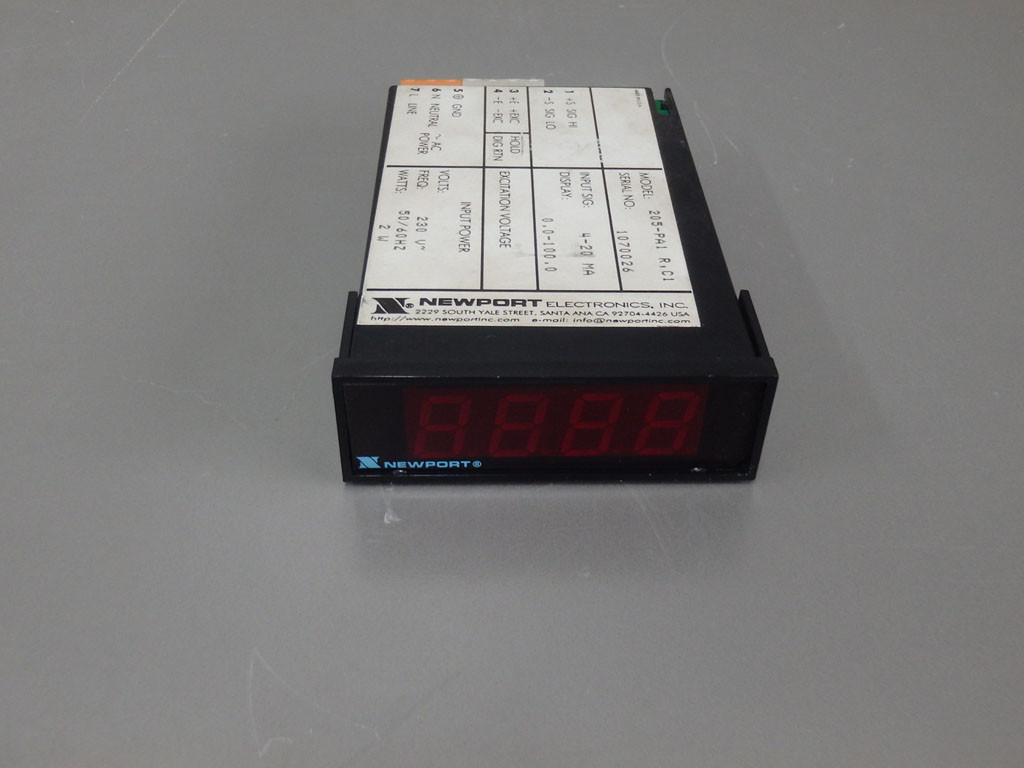 MODEL: 205-PA1 R,C1
SERIAL NO: 1070026
1 +S SIG HI
2 -S SIG LO
INPUT SIG: 4-20 MA
DISPLAY: 0.0-100.0
3 +E +EXC HOLD
4 -E -EXC DIG RTN
EXCITATION VOLTAGE
5 GND
6 N NEUTRAL ~ AC
7 L LINE POWER
INPUT POWER
VOLTS: 230 V~
FREQ: 50/60HZ
WATTS: 2 W
N® NEWPORT ELECTRONICS, INC.
2229 SOUTH YALE STREET, SANTA ANA CA 92704-4426 USA
http://www.newportinc.com e-mail: info@newportinc.com
N NEWPORT®